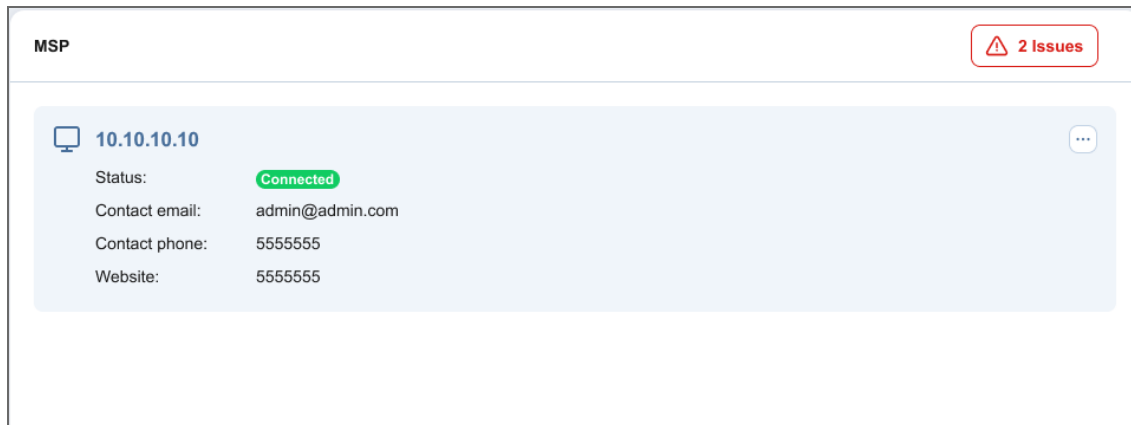 MSP
2 Issues
10.10.10.10
Status: Connected
Contact email: admin@admin.com
Contact phone: 5555555
Website: 5555555